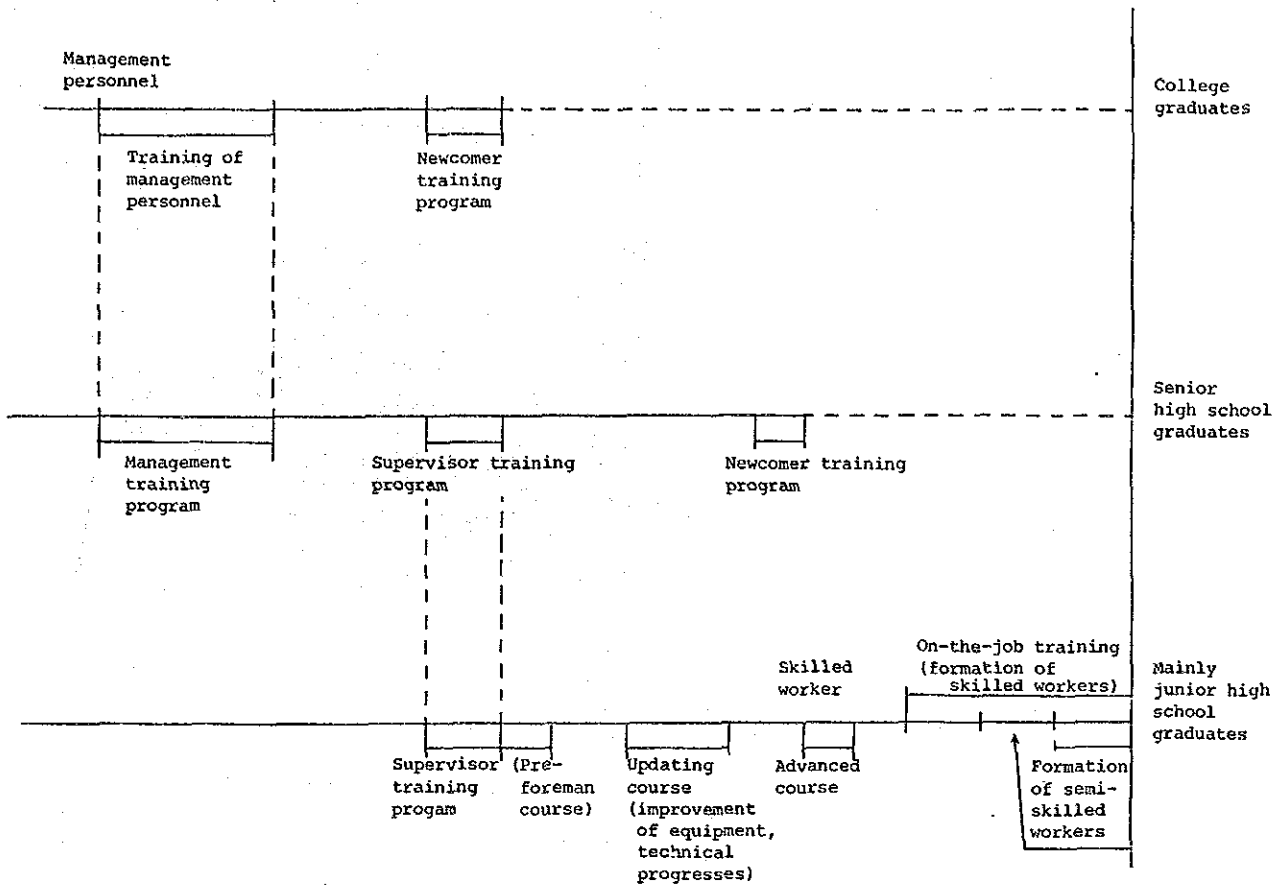 Management
personnel
College
graduates
Training of
management
personnel
Newcomer
training
program
Senior
high school
graduates
Management
training
program
Supervisor training
program
Newcomer training
program
On-the-job training
(formation of
skilled workers)
Skilled
worker
Mainly
junior high
school
graduates
Supervisor
training
progam
(Pre-
foreman
course)
Updating
course
(improvement
of equipment,
technical
progresses)
Advanced
course
Formation
of semi-
skilled
workers